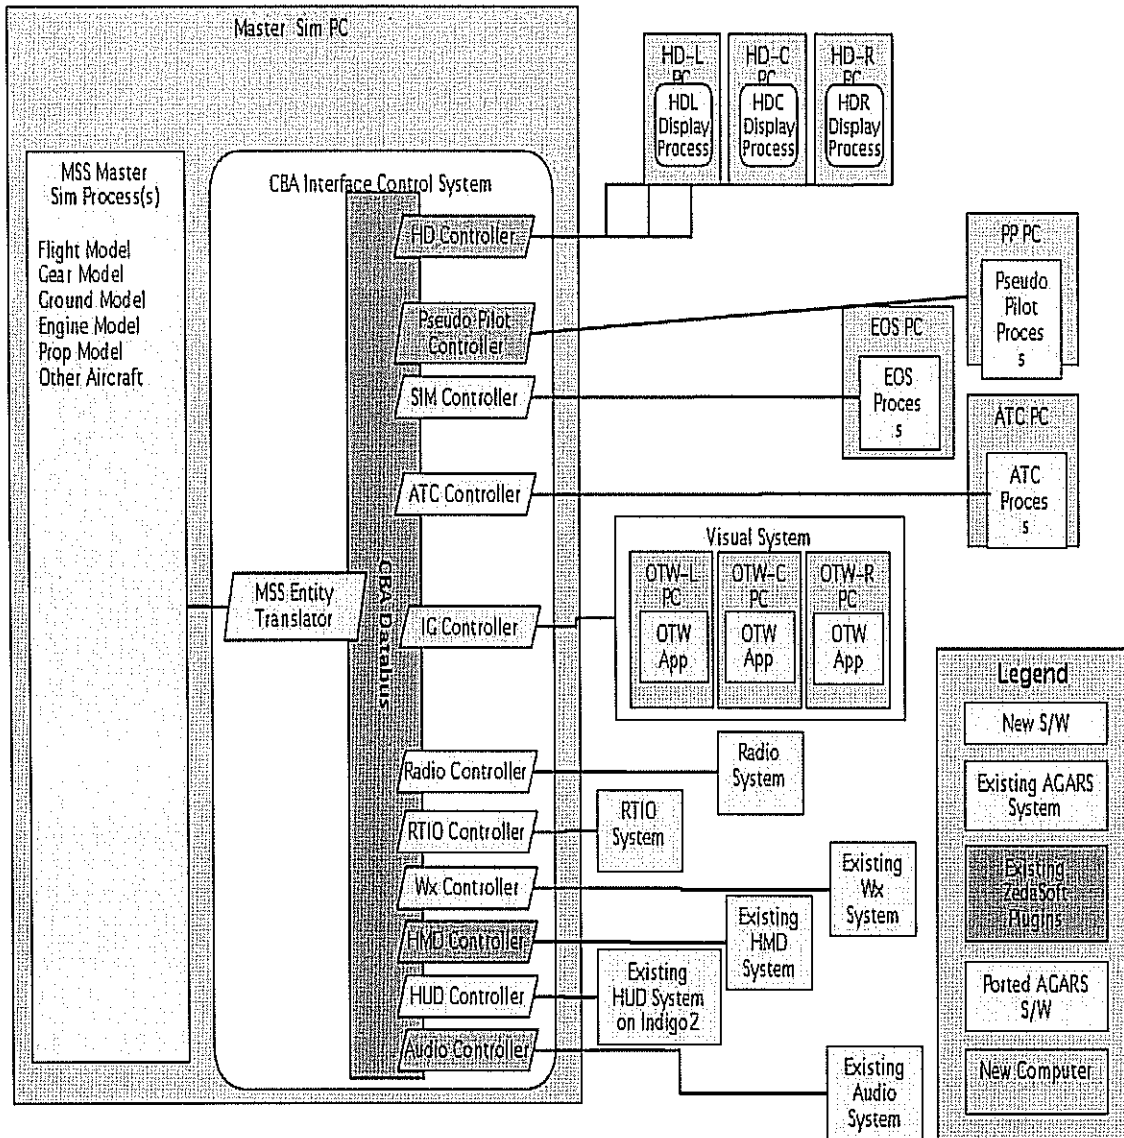 Master Sim PC
MSS Master
Sim Process(s)
Flight Model
Gear Model
Ground Model
Engine Model
Prop Model
Other Aircraft
CBA Interface Control System
HD Controller
Pseudo Pilot
Controller
SIM Controller
ATC Controller
CBA Databus
MSS Entity
Translator
IG Controller
Radio Controller
RTIO Controller
Wx Controller
HMD Controller
HUD Controller
Audio Controller
HD-L
PC
HDL
Display
Process
HD-C
PC
HDC
Display
Process
HD-R
PC
HDR
Display
Process
PP PC
Pseudo
Pilot
Proces
s
EOS PC
EOS
Proces
s
ATC PC
ATC
Proces
s
Visual System
OTW-L
PC
OTW
App
OTW-C
PC
OTW
App
OTW-R
PC
OTW
App
Radio
System
RTIO
System
Existing
Wx
System
Existing
HMD
System
Existing
HUD System
on Indigo2
Existing
Audio
System
Legend
New S/W
Existing AGARS
System
Existing
ZedaSoft
Plugins
Ported AGARS
S/W
New Computer